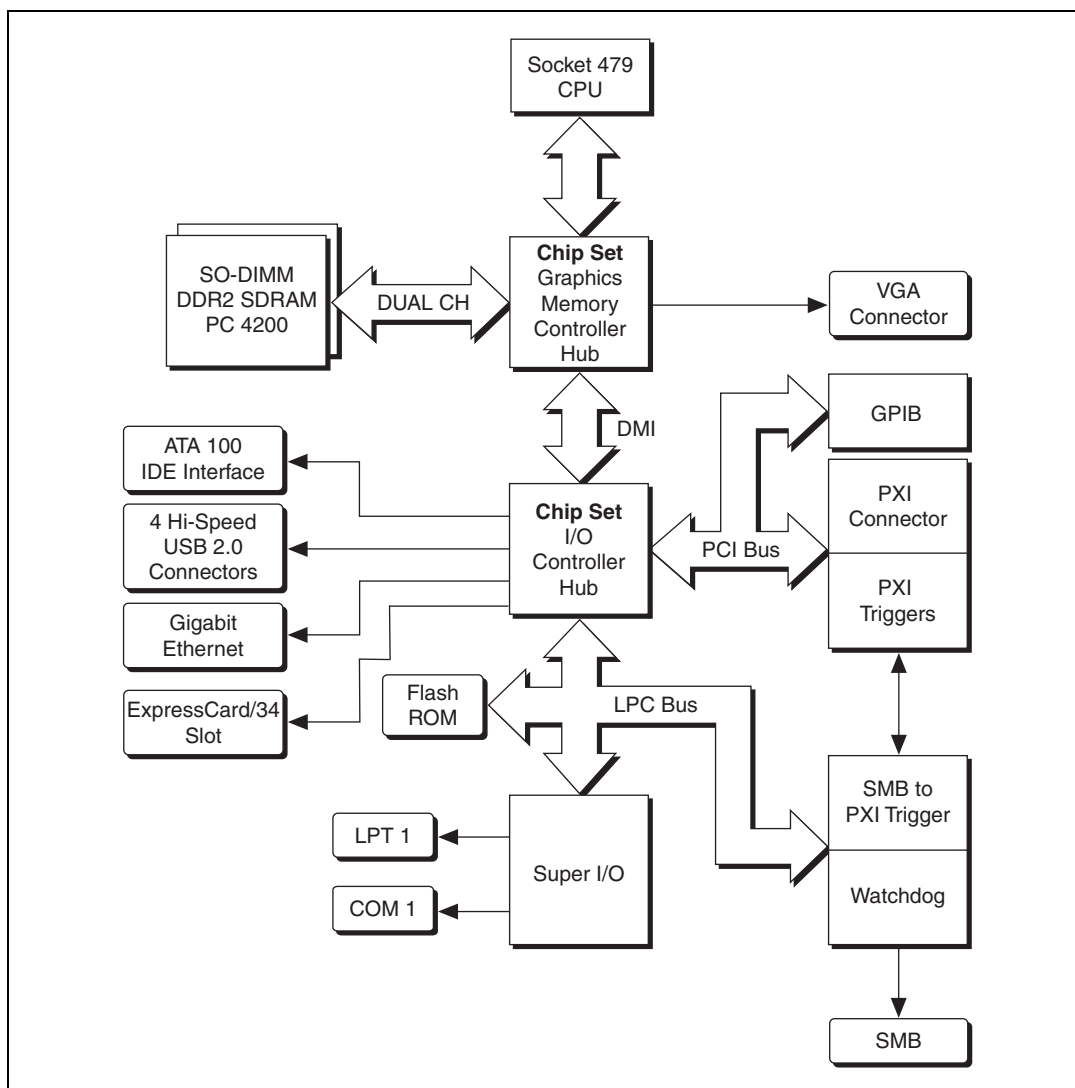 Socket 479
CPU
SO-DIMM
DDR2 SDRAM
PC 4200
DUAL CH
Chip Set
Graphics
Memory
Controller
Hub
VGA
Connector
DMI
GPIB
ATA 100
IDE Interface
4 Hi-Speed
USB 2.0
Connectors
Gigabit
Ethernet
ExpressCard/34
Slot
Chip Set
I/O
Controller
Hub
PCI Bus
PXI
Connector
PXI
Triggers
Flash
ROM
LPC Bus
SMB to
PXI Trigger
Watchdog
LPT 1
COM 1
Super I/O
SMB